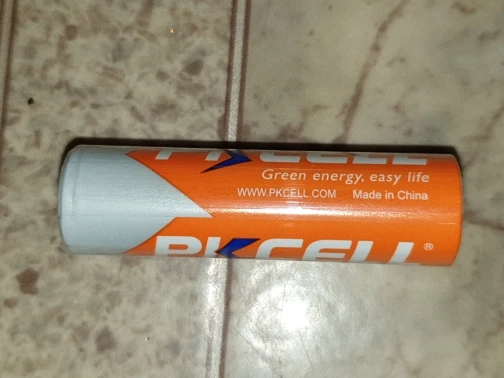 PKCELL
Green energy, easy life
WWW.PKCELL.COM Made in China
PKCELL®